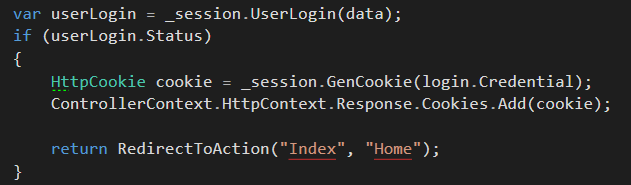 var userLogin = _session.UserLogin(data);
if (userLogin.Status)
{
    HttpCookie cookie = _session.GenCookie(login.Credential);
    ControllerContext.HttpContext.Response.Cookies.Add(cookie);

    return RedirectToAction("Index", "Home");
}